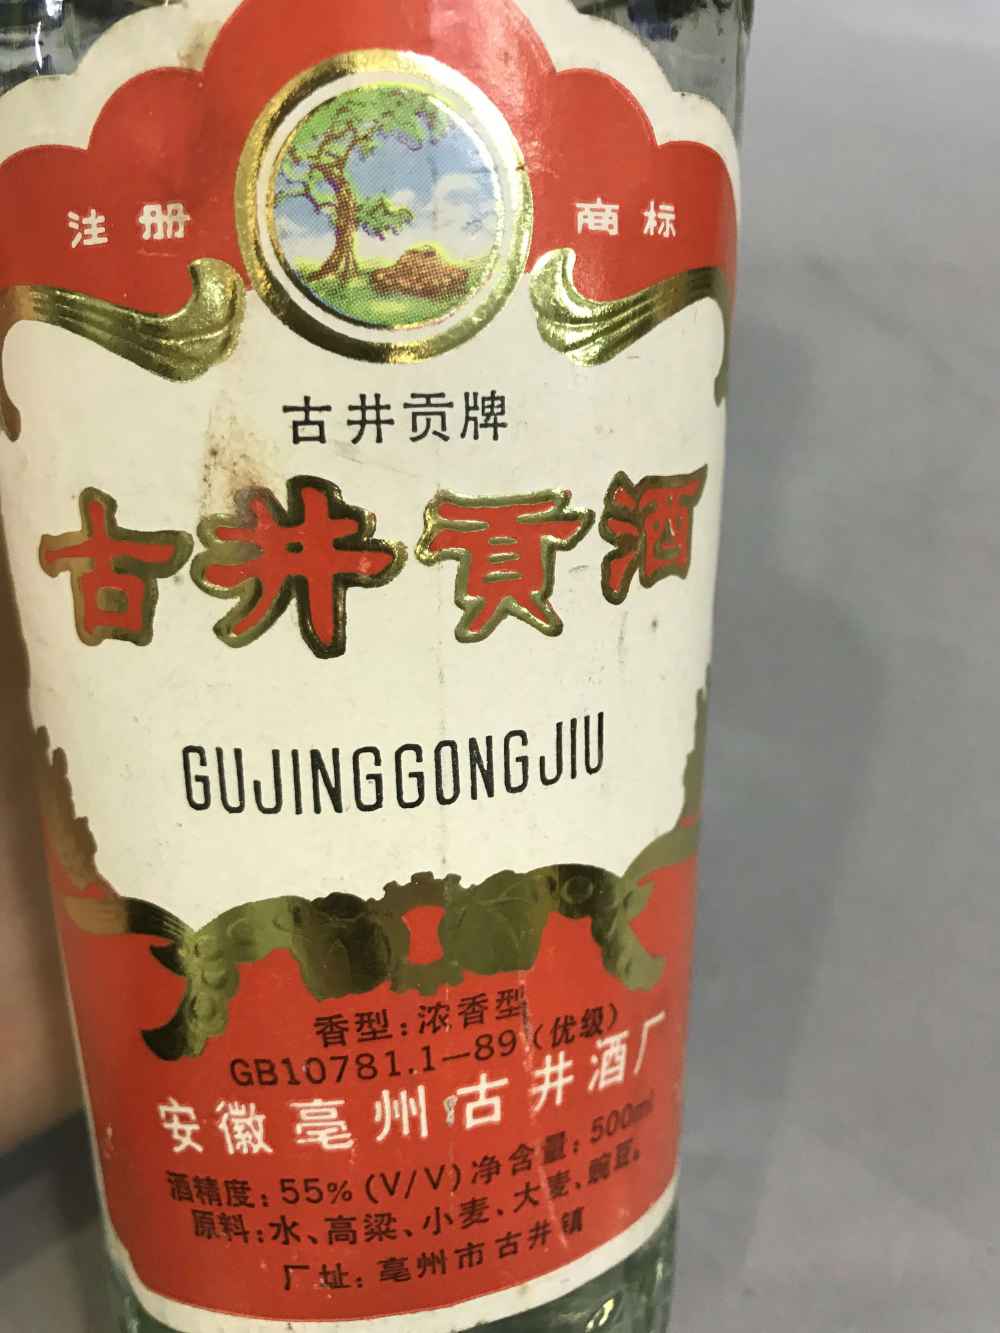 注册 商标
古井贡牌
古井貢酒
GUJINGGONGJIU
香型:浓香型
GB10781.1—89(优级)
安徽亳州古井酒厂
酒精度:55%(V/V)净含量:500ml
原料:水、高粱、小麦、大麦、豌豆。
厂址:亳州市古井镇